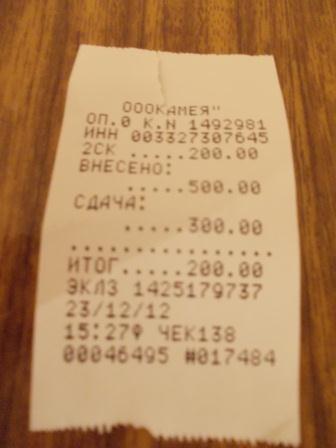 ОООКАМЕЯ"
ОП.0 К.N 1492981
ИНН 003327307645
2СК .....200.00
ВНЕСЕНО:
.....500.00
СДАЧА:
.....300.00
................
ИТОГ.....200.00
ЭКЛЗ 1425179737
23/12/12
15:27Ф ЧЕК138
00046495 #017484